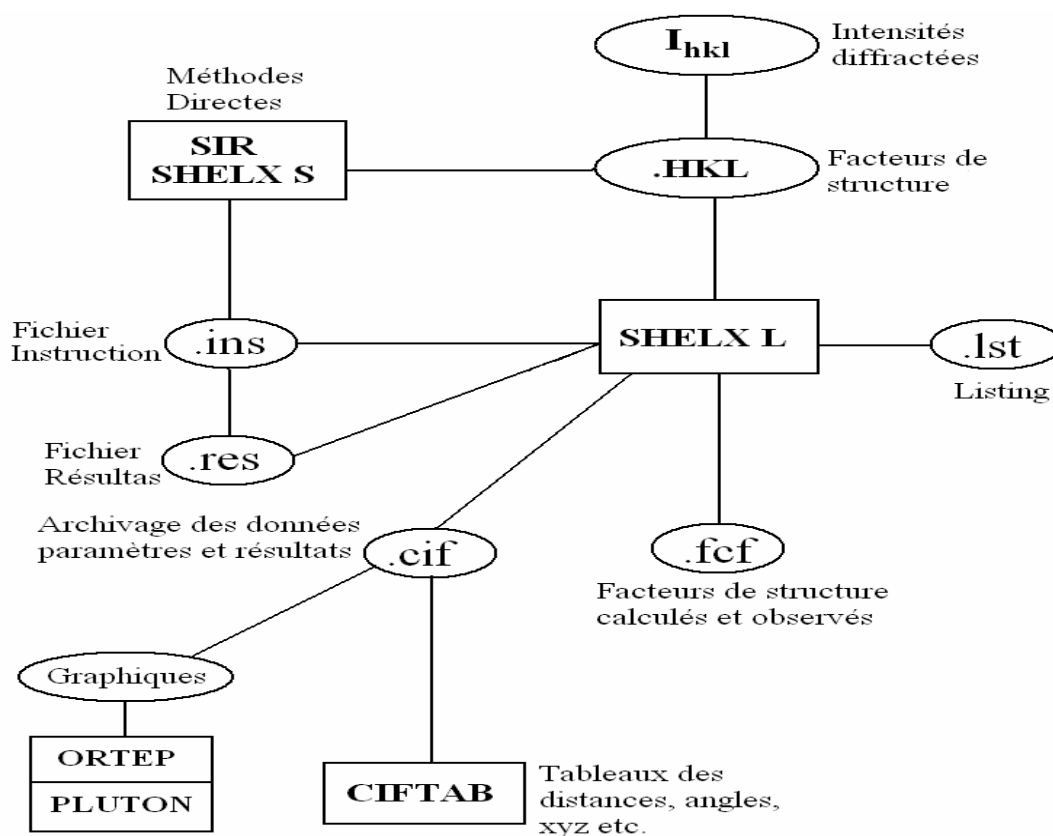 I hkl
Intensités
diffractées
Méthodes
Directes
SIR
SHELX S
.HKL
Facteurs de
structure
Fichier
Instruction
.ins
SHELX L
.lst
Listing
Fichier
Résultas
.res
Archivage des données
paramètres et résultats
.cif
.fcf
Facteurs de structure
calculés et observés
Graphiques
ORTEP
PLUTON
CIFTAB
Tableaux des
distances, angles,
xyz etc.